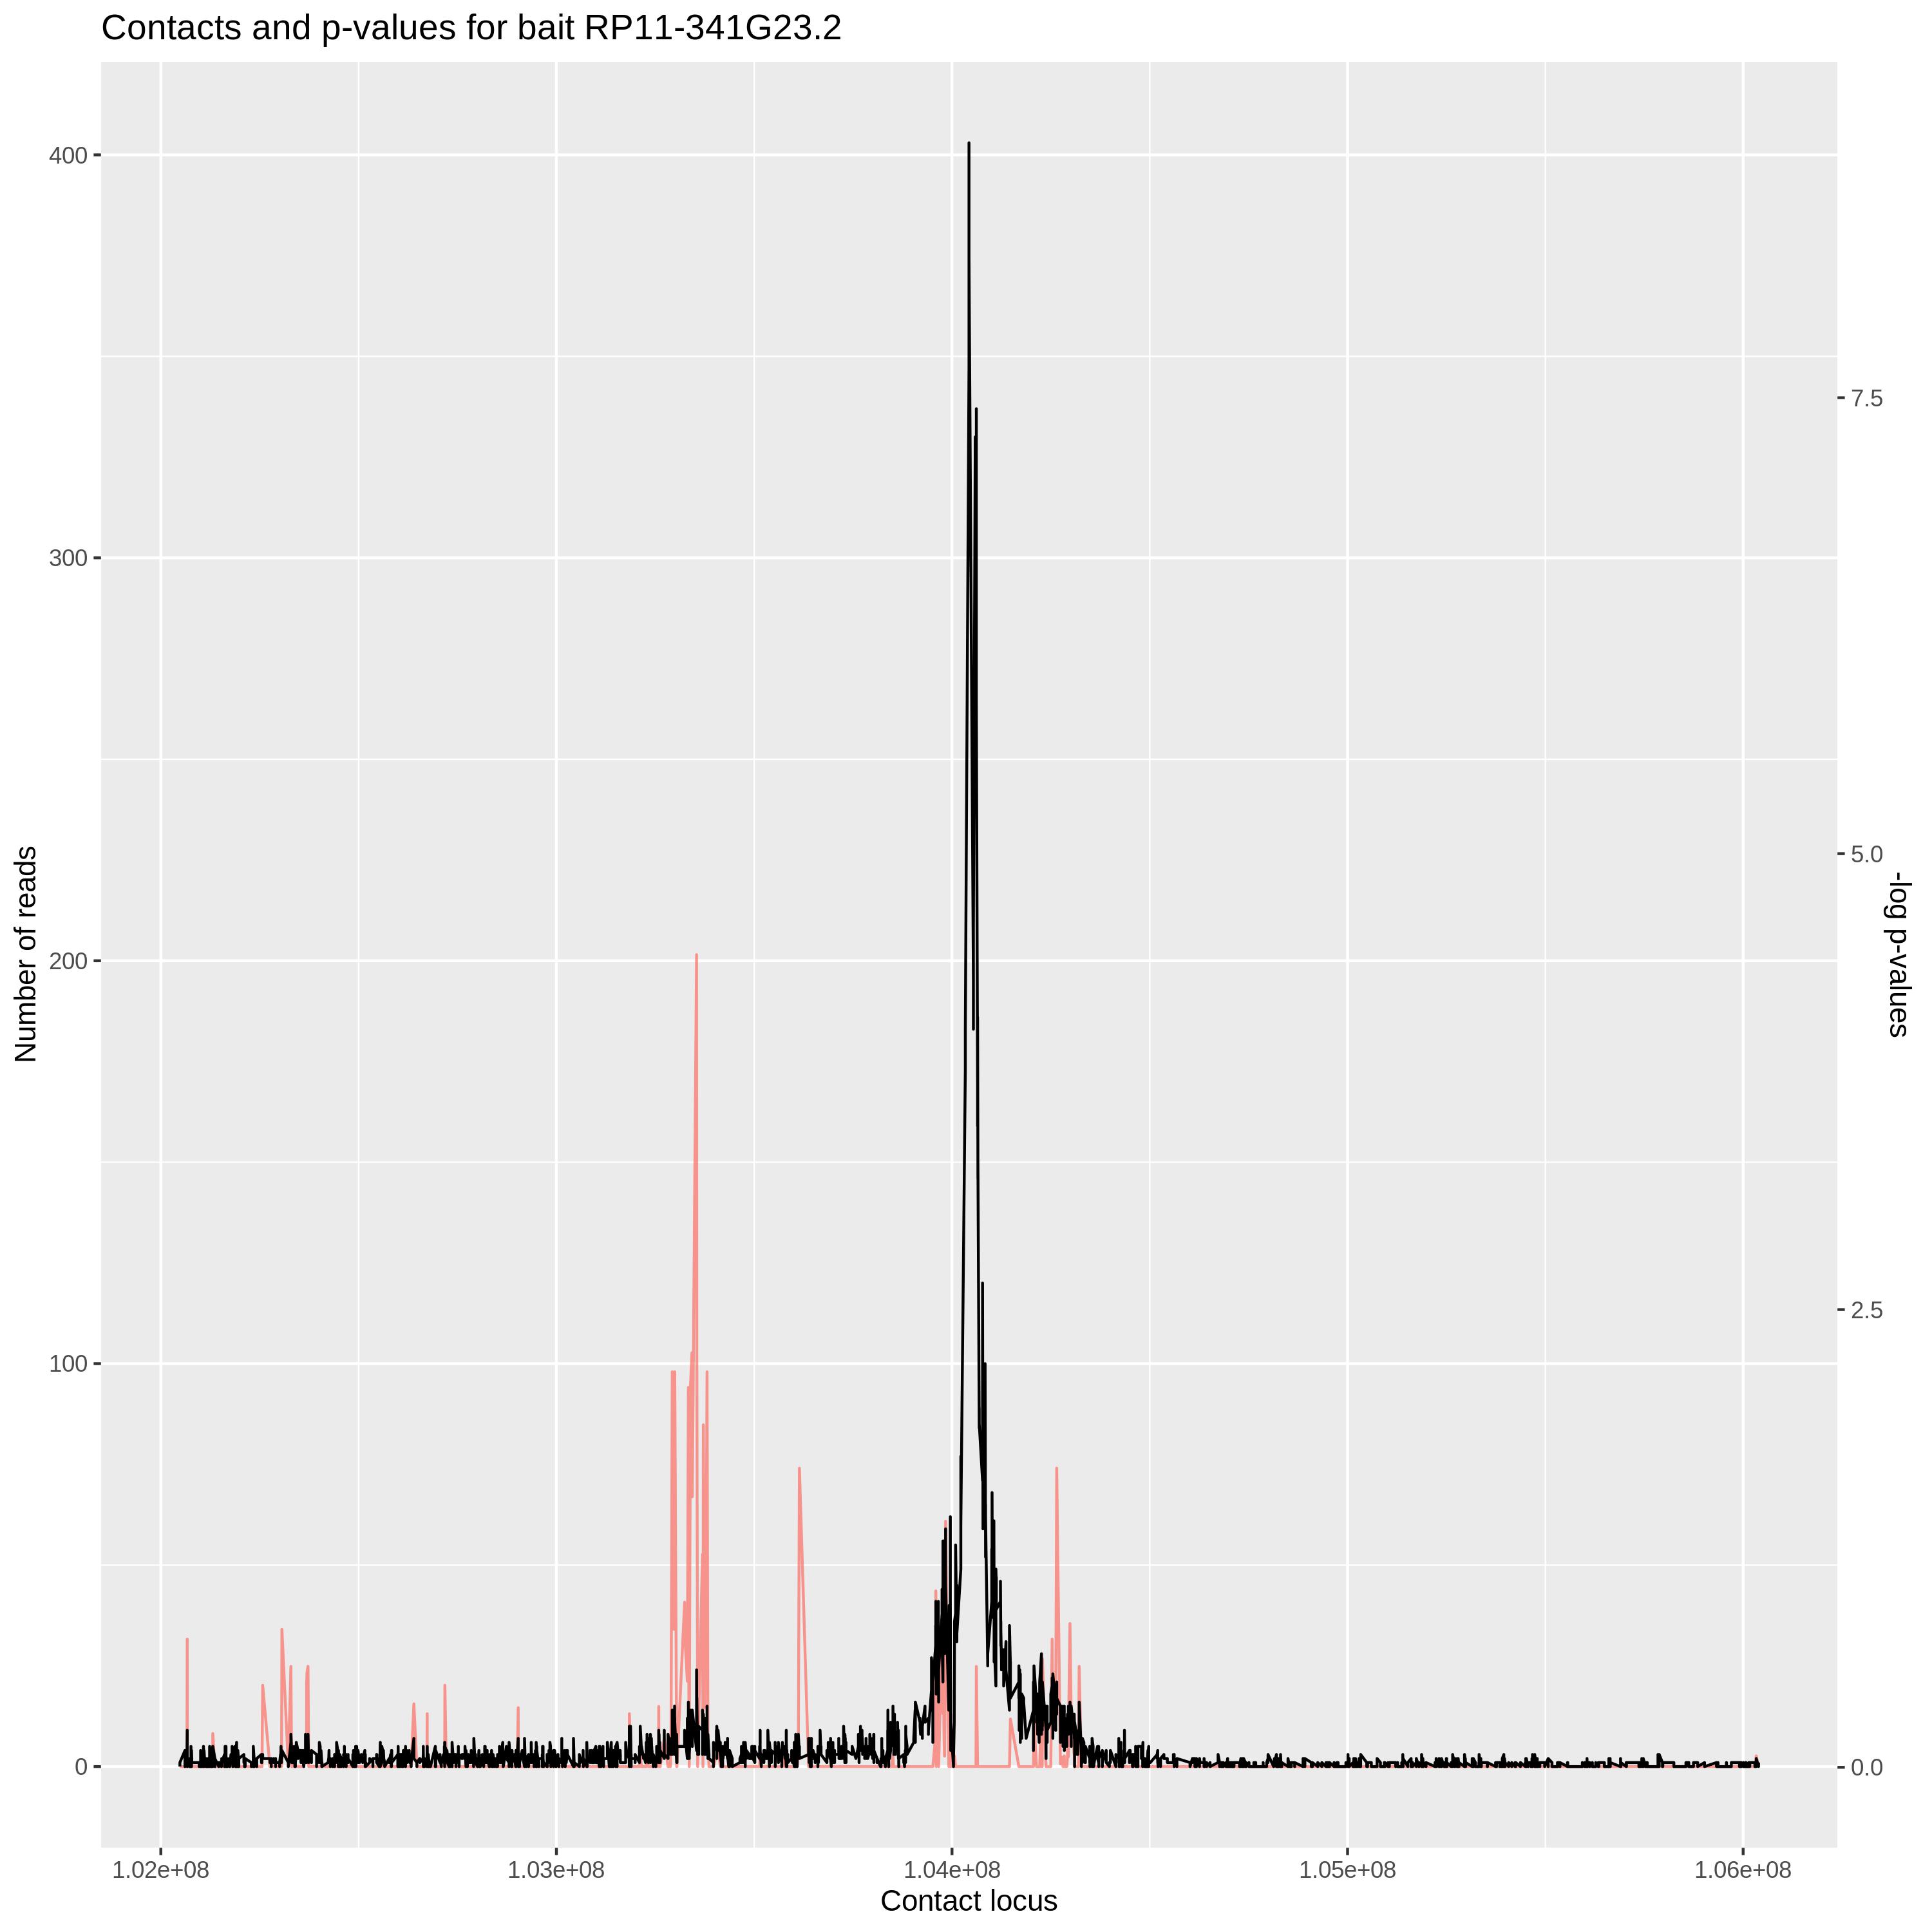 Contacts and p-values for bait RP11-341G23.2
400
300
200
100
0
Number of reads
7.5
5.0
2.5
0.0
-log p-values
1.02e+08
1.03e+08
1.04e+08
1.05e+08
1.06e+08
Contact locus